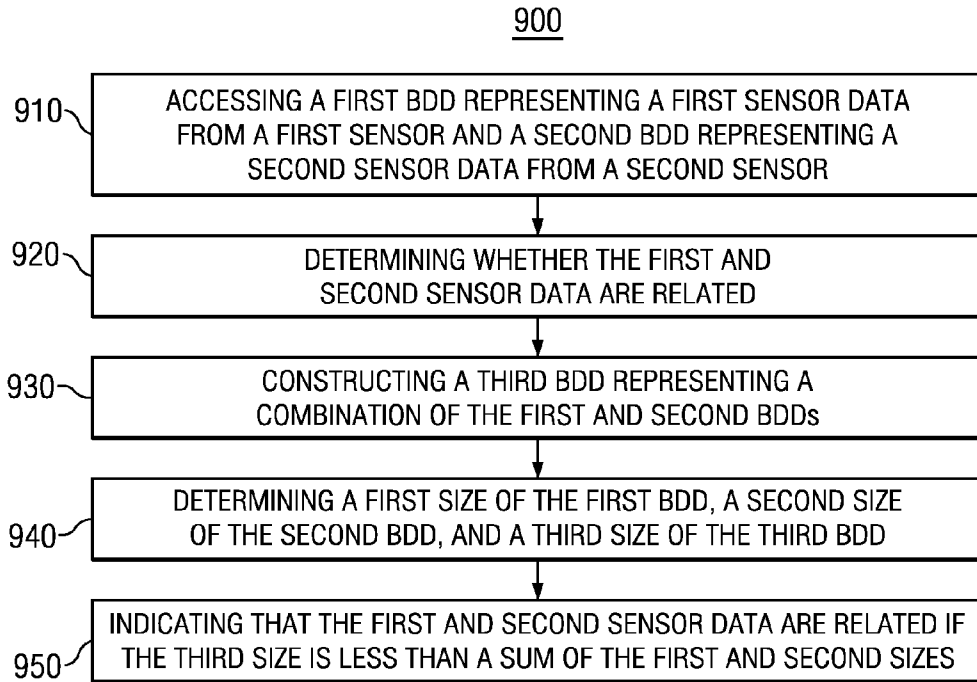 900
910
ACCESSING A FIRST BDD REPRESENTING A FIRST SENSOR DATA
FROM A FIRST SENSOR AND A SECOND BDD REPRESENTING A
SECOND SENSOR DATA FROM A SECOND SENSOR
920
DETERMINING WHETHER THE FIRST AND
SECOND SENSOR DATA ARE RELATED
930
CONSTRUCTING A THIRD BDD REPRESENTING A
COMBINATION OF THE FIRST AND SECOND BDDs
940
DETERMINING A FIRST SIZE OF THE FIRST BDD, A SECOND SIZE
OF THE SECOND BDD, AND A THIRD SIZE OF THE THIRD BDD
950
INDICATING THAT THE FIRST AND SECOND SENSOR DATA ARE RELATED IF
THE THIRD SIZE IS LESS THAN A SUM OF THE FIRST AND SECOND SIZES